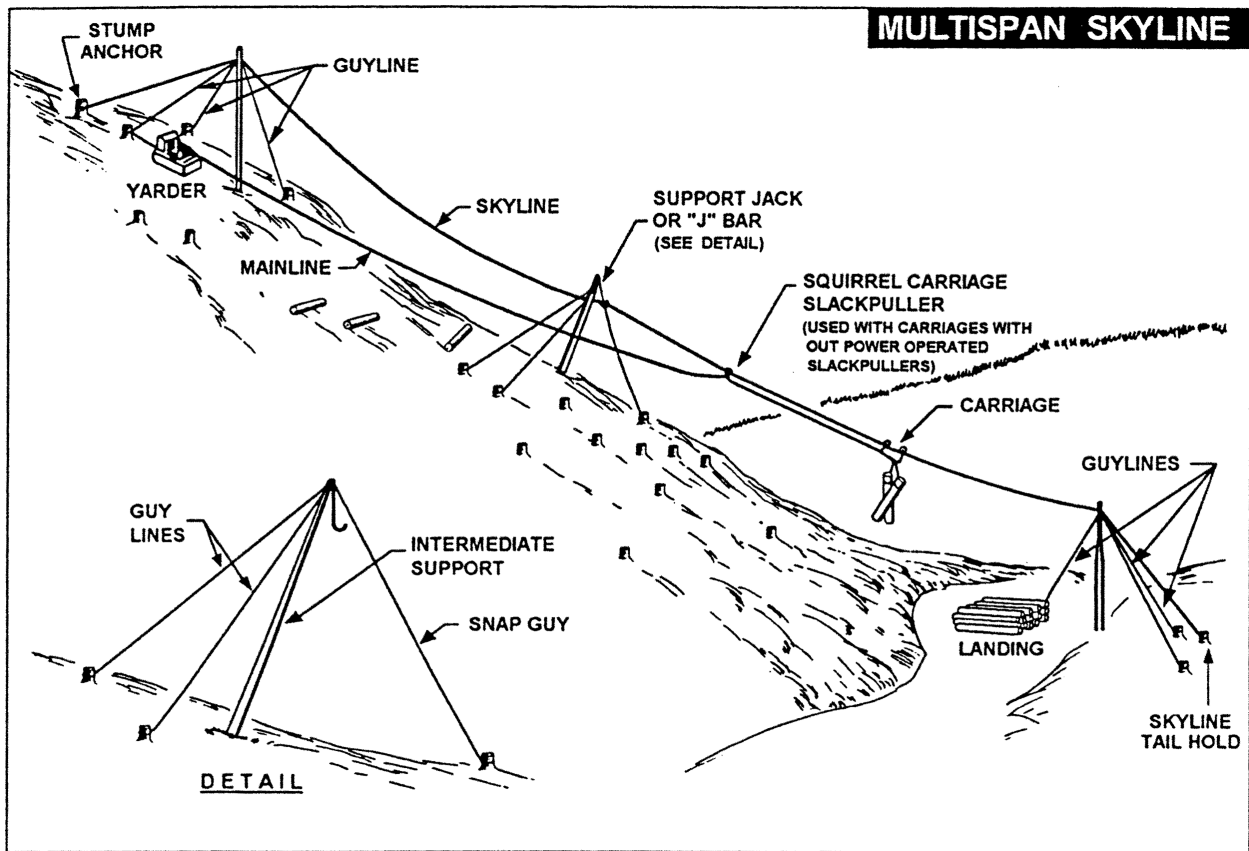 MULTISPAN SKYLINE
STUMP
ANCHOR
GUYLINE
YARDER
SKYLINE
MAINLINE
SUPPORT JACK
OR "J" BAR
(SEE DETAIL)
SQUIRREL CARRIAGE
SLACKPULLER
(USED WITH CARRIAGES WITH
OUT POWER OPERATED
SLACKPULLERS)
CARRIAGE
GUYLINES
GUY
LINES
INTERMEDIATE
SUPPORT
SNAP GUY
LANDING
SKYLINE
TAIL HOLD
DETAIL